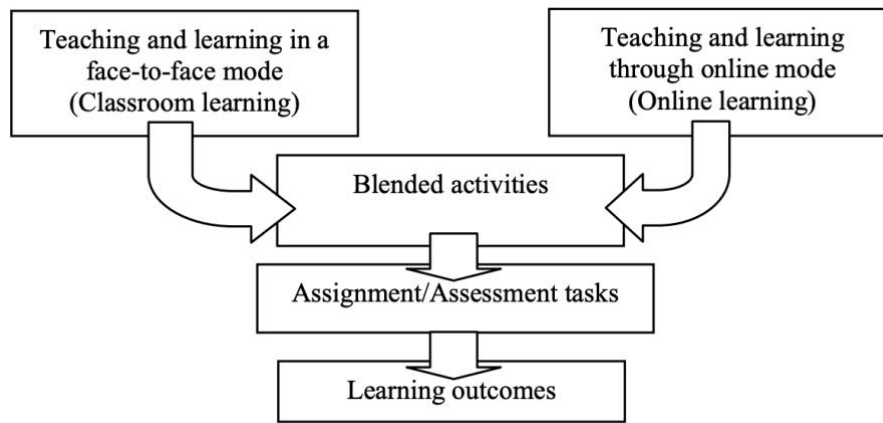 Teaching and learning in a
face-to-face mode
(Classroom learning)
Teaching and learning
through online mode
(Online learning)
Blended activities
Assignment/Assessment tasks
Learning outcomes